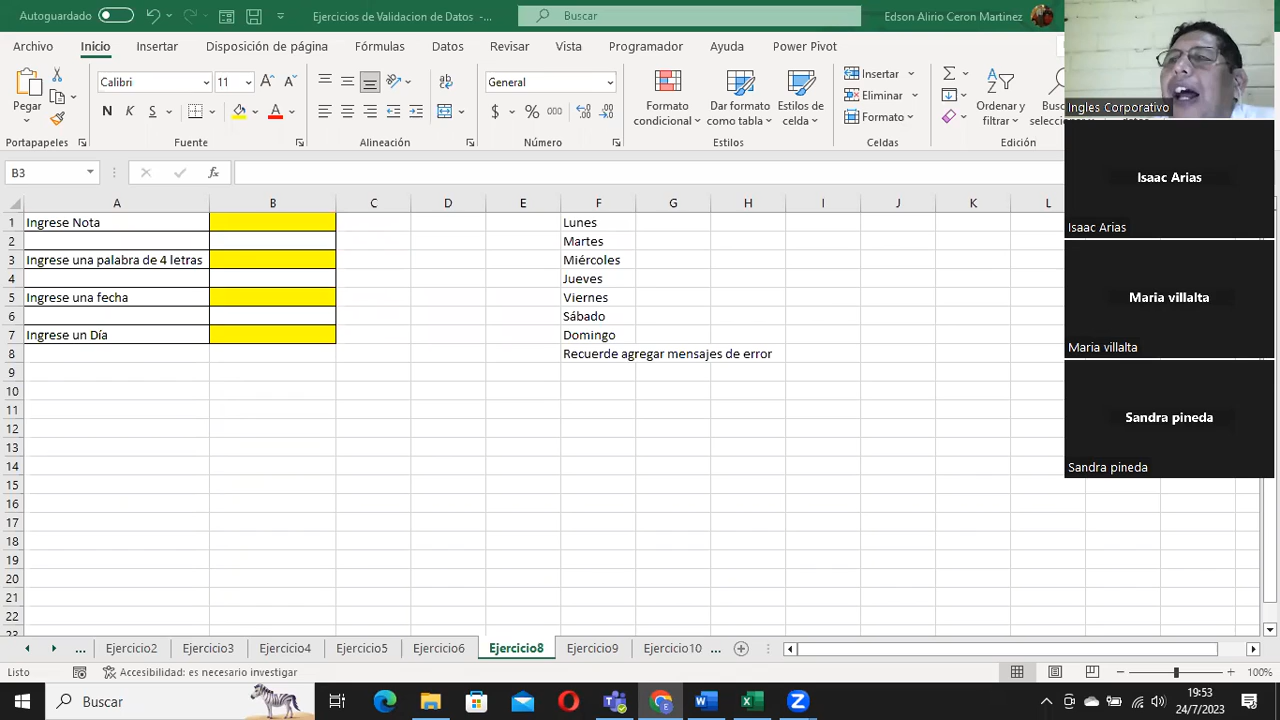 Autoguardado
Ejercicios de Validacion de Datos -...
Buscar
Edson Alirio Ceron Martinez
Archivo
Inicio
Insertar
Disposición de página
Fórmulas
Datos
Revisar
Vista
Programador
Ayuda
Power Pivot
Pegar
Calibri
11
N K S
General
Formato condicional
Dar formato como tabla
Estilos de celda
Insertar
Eliminar
Formato
Ordenar y filtrar
Portapapeles
Fuente
Alineación
Número
Estilos
Celdas
Edición
Ingles Corporativo
B3
fx
A B C D E F G H I J K L
1 Ingrese Nota Lunes
2 Martes
3 Ingrese una palabra de 4 letras Miércoles
4 Jueves
5 Ingrese una fecha Viernes
6 Sábado
7 Ingrese un Día Domingo
8 Recuerde agregar mensajes de error
9
10
11
12
13
14
15
16
17
18
19
20
21
22
23
Isaac Arias
Isaac Arias
Maria villalta
Maria villalta
Sandra pineda
Sandra pineda
... Ejercicio2 Ejercicio3 Ejercicio4 Ejercicio5 Ejercicio6 Ejercicio8 Ejercicio9 Ejercicio10 ...
Listo
Accesibilidad: es necesario investigar
100%
Buscar
19:53
24/7/2023